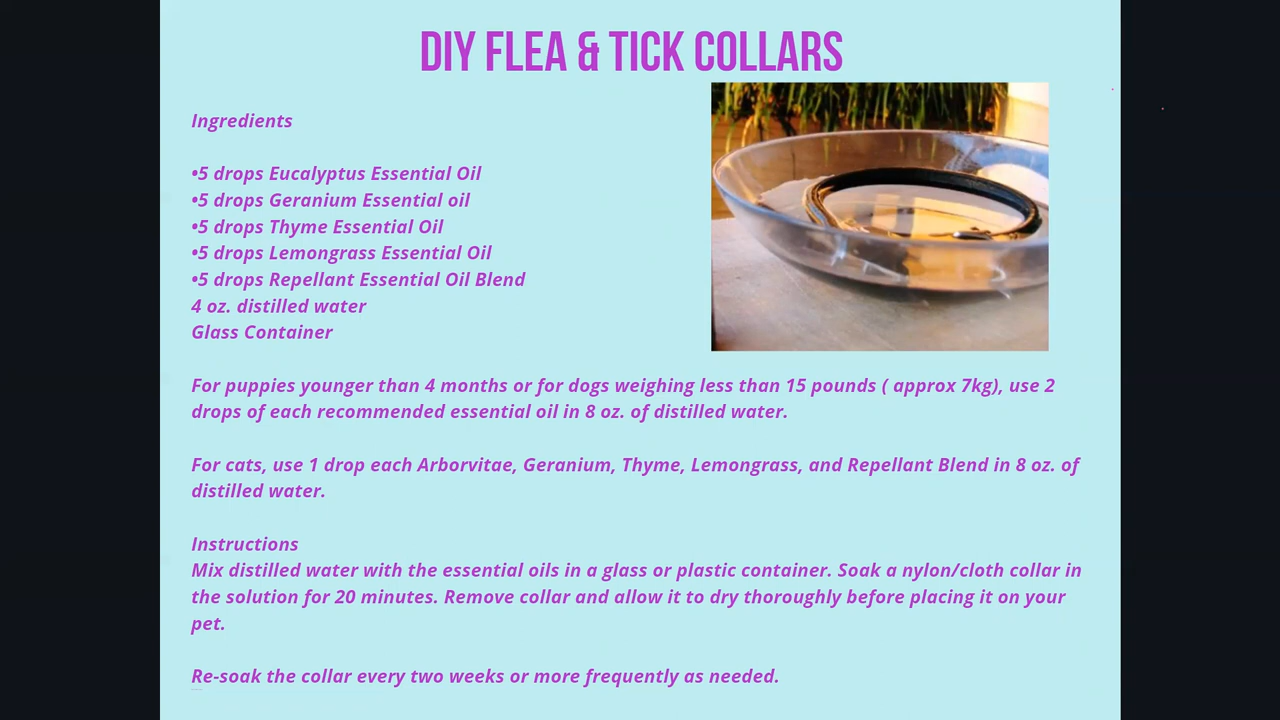 DIY FLEA & TICK COLLARS
Ingredients
•5 drops Eucalyptus Essential Oil
•5 drops Geranium Essential oil
•5 drops Thyme Essential Oil
•5 drops Lemongrass Essential Oil
•5 drops Repellant Essential Oil Blend
4 oz. distilled water
Glass Container
For puppies younger than 4 months or for dogs weighing less than 15 pounds ( approx 7kg), use 2
drops of each recommended essential oil in 8 oz. of distilled water.
For cats, use 1 drop each Arborvitae, Geranium, Thyme, Lemongrass, and Repellant Blend in 8 oz. of
distilled water.
Instructions
Mix distilled water with the essential oils in a glass or plastic container. Soak a nylon/cloth collar in
the solution for 20 minutes. Remove collar and allow it to dry thoroughly before placing it on your
pet.
Re-soak the collar every two weeks or more frequently as needed.